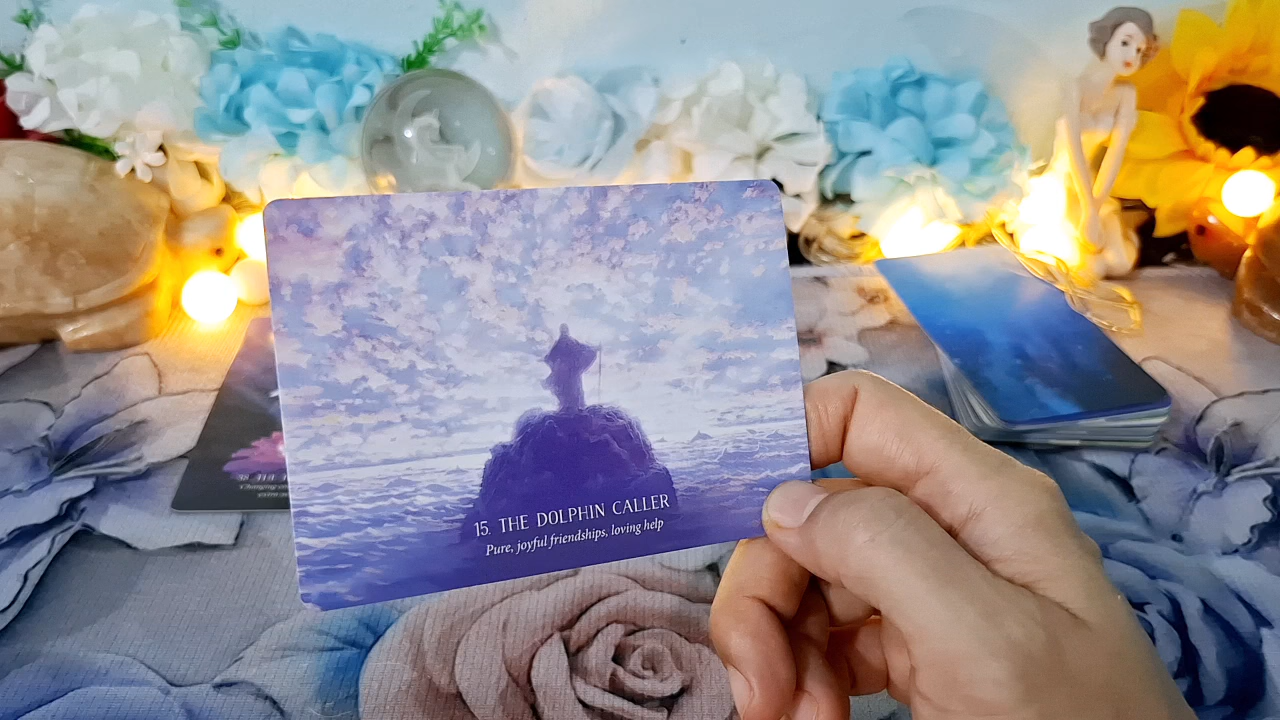 15. THE DOLPHIN CALLER
Pure, joyful friendships, loving help